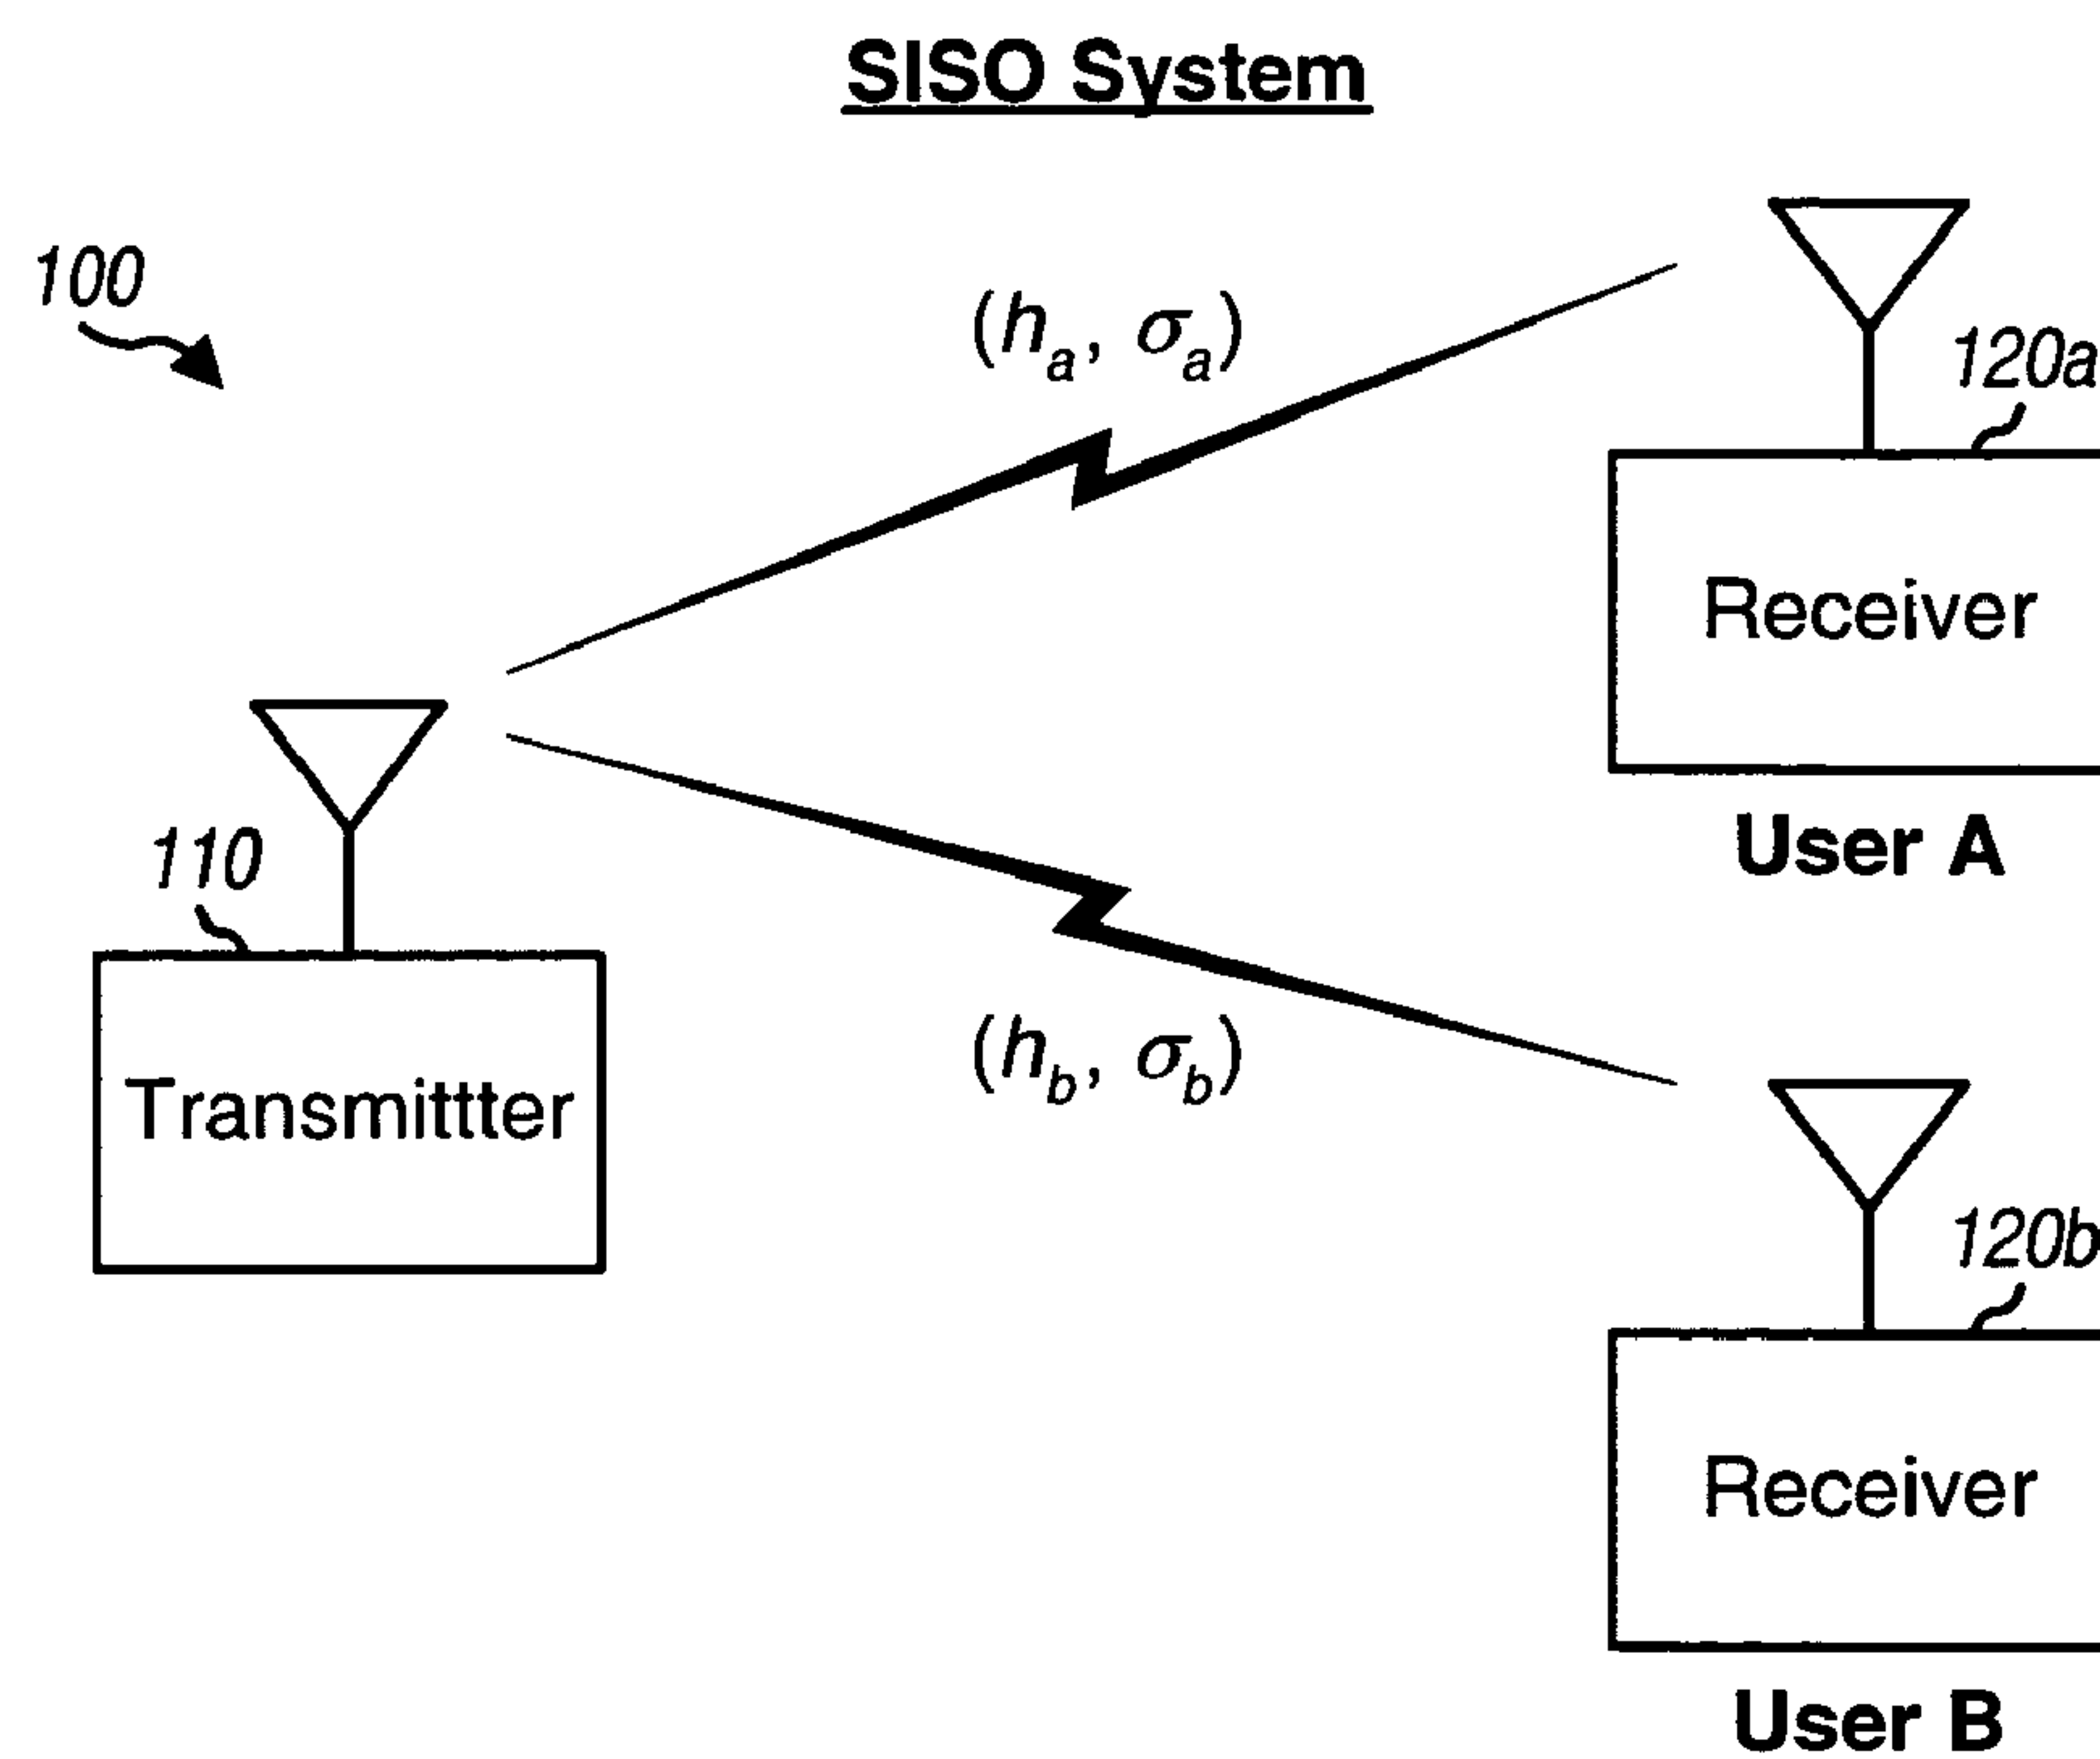 SISO System
100
(h_a, σ_a)
120a
Receiver
User A
110
Transmittter
(h_b, σ_b)
120b
Receiver
User B